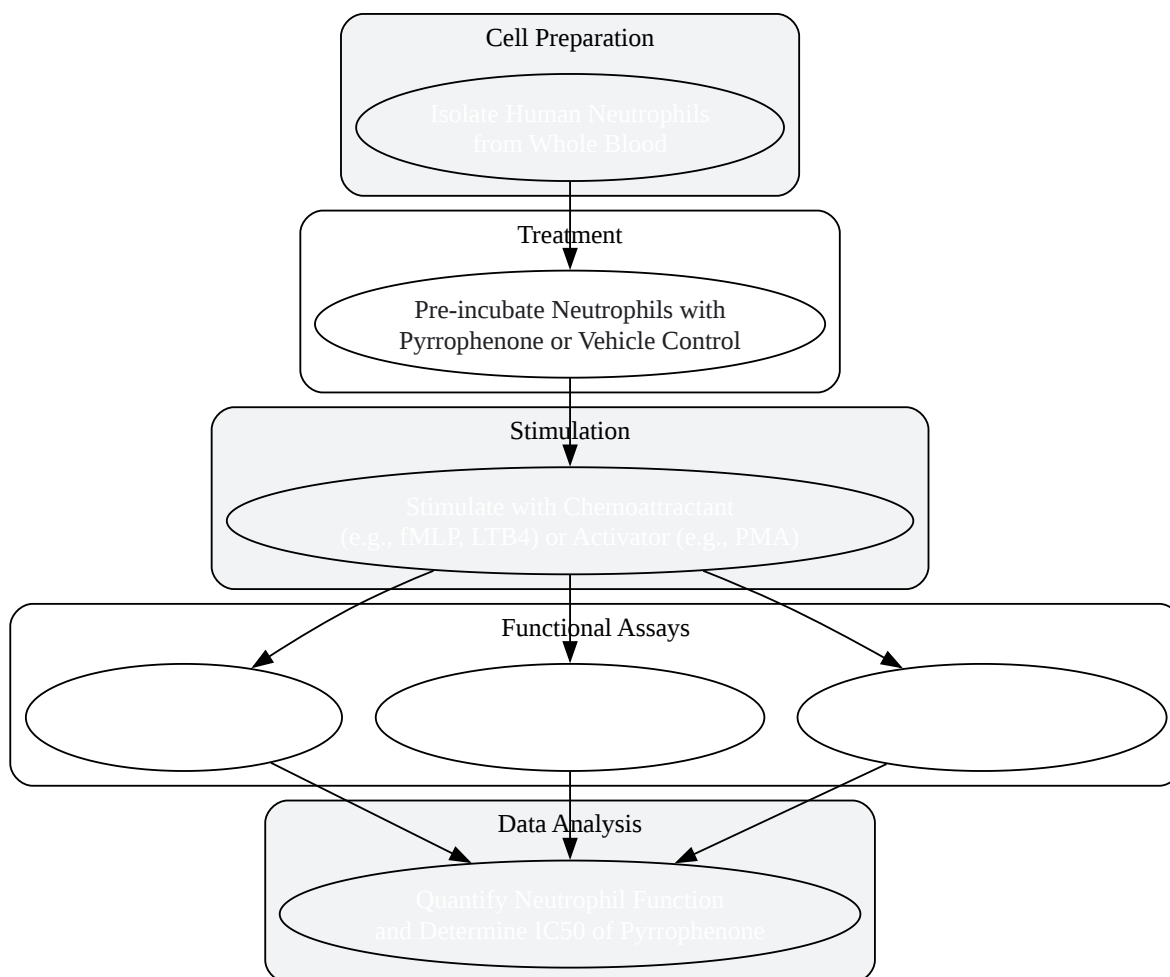 Cell Preparation
Isolate Human Neutrophils
from Whole Blood
Treatment
Pre-incubate Neutrophils with
Pyrrophenone or Vehicle Control
Stimulation
Stimulate with Chemoattractant
(e.g., fMLP, LTB4) or Activator (e.g., PMA)
Functional Assays
Data Analysis
Quantify Neutrophil Function
and Determine IC50 of Pyrrophenone